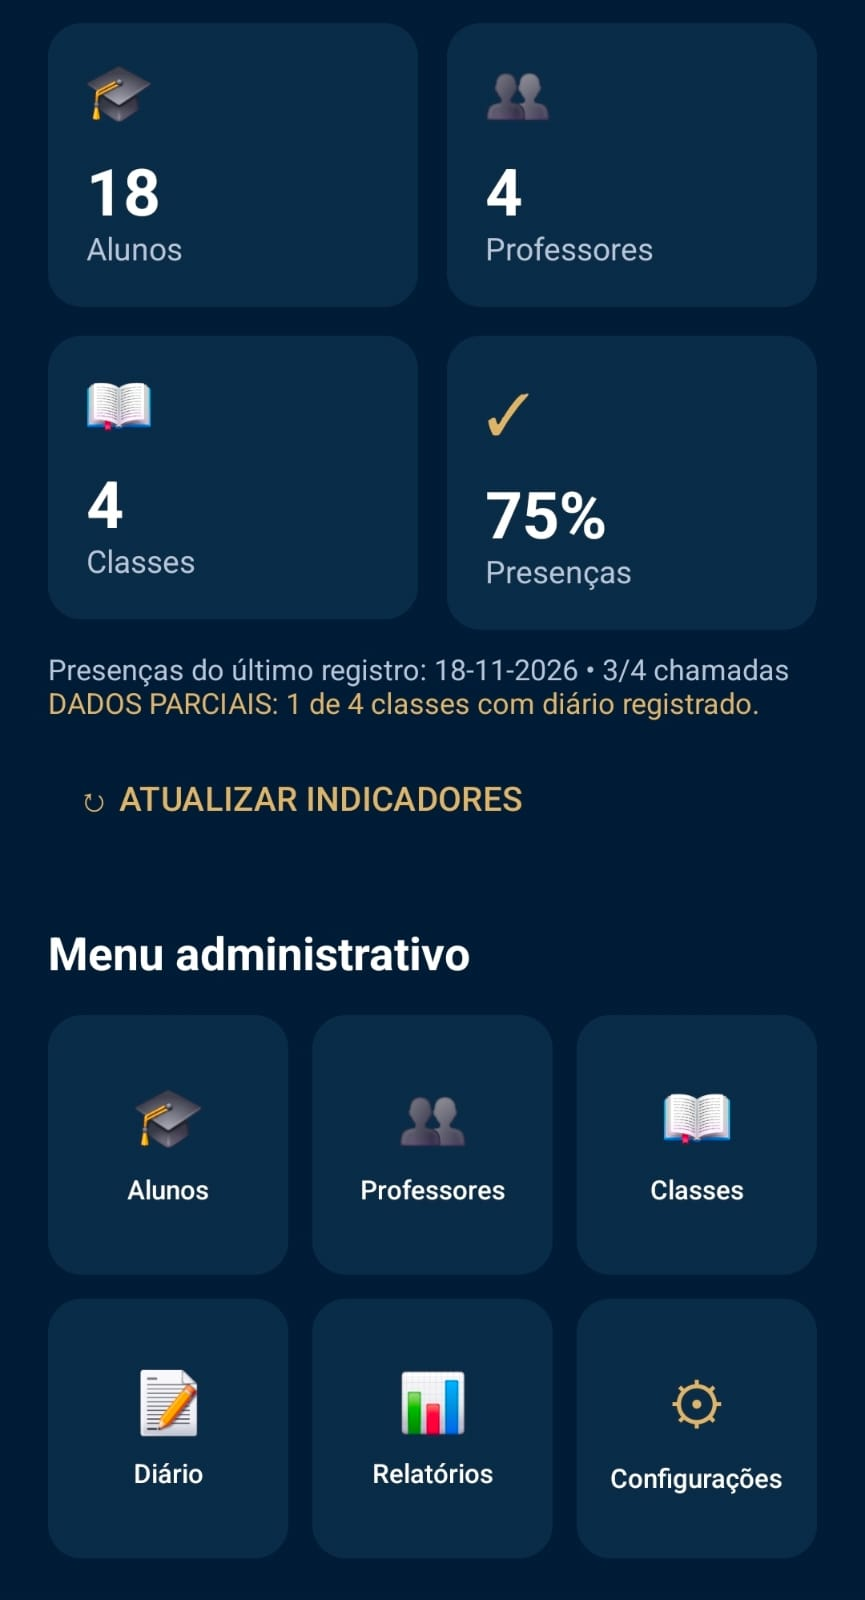 18
Alunos
4
Professores
4
Classes
75%
Presenças
Presenças do último registro: 18-11-2026 • 3/4 chamadas
DADOS PARCIAIS: 1 de 4 classes com diário registrado.
↻ ATUALIZAR INDICADORES
Menu administrativo
Alunos
Professores
Classes
Diário
Relatórios
Configurações